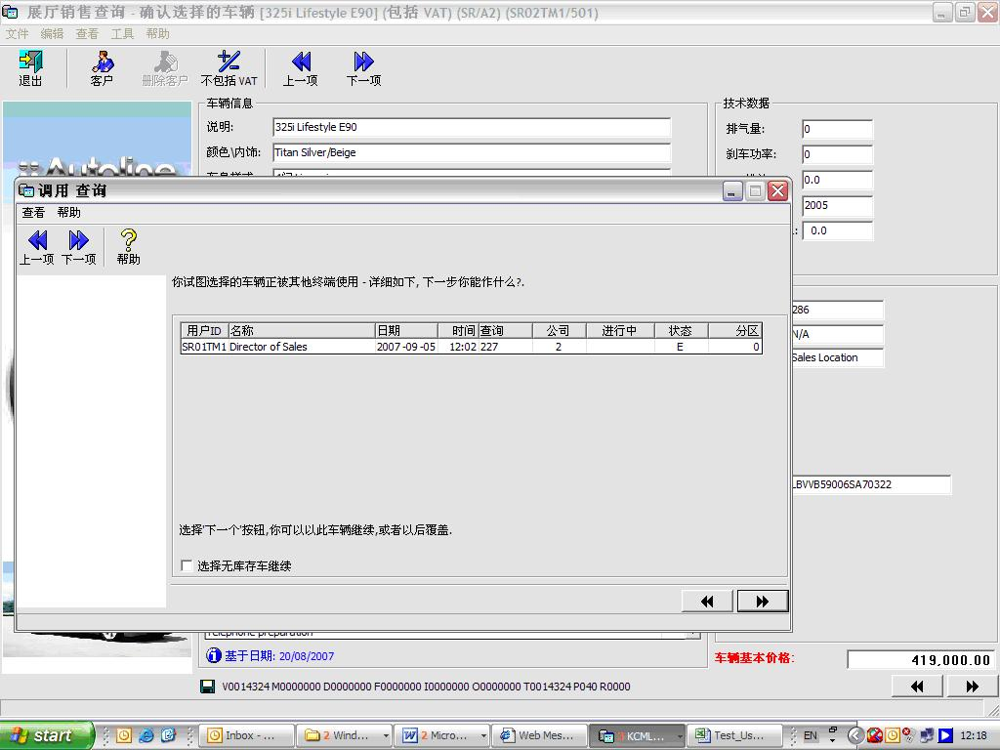 展厅销售查询 - 确认选择的车辆 [325i Lifestyle E90] (包括 VAT) (SR/A2) (SR02TM1/501)
文件 编辑 查看 工具 帮助
退出 客户 删除客户 不包括 VAT 上一项 下一项
车辆信息
技术数据
说明: 325i Lifestyle E90
排气量: 0
颜色\内饰: Titan Silver/Beige
刹车功率: 0
0.0
2005
0.0
Autoline
调用 查询
查看 帮助
上一项 下一项 帮助
你试图选择的车辆正被其他终端使用 - 详细如下, 下一步你能作什么?.
用户ID 名称 日期 时间 查询 公司 进行中 状态 分区
SR01TM1 Director of Sales 2007-09-05 12:02 227 2 E 0
选择'下一个'按钮,你可以以此车辆继续,或者以后覆盖.
选择无库存车继续
286
N/A
Sales Location
LBVVB59006SA70322
Telephone preparation
基于日期: 20/08/2007
车辆基本价格: 419,000.00
V0014324 M0000000 D0000000 F0000000 I0000000 O0000000 T0014324 P040 R0000
start Inbox - ... 2 Wind... 2 Micro... Web Mes... 3 KCML... Test_Us... EN 12:18